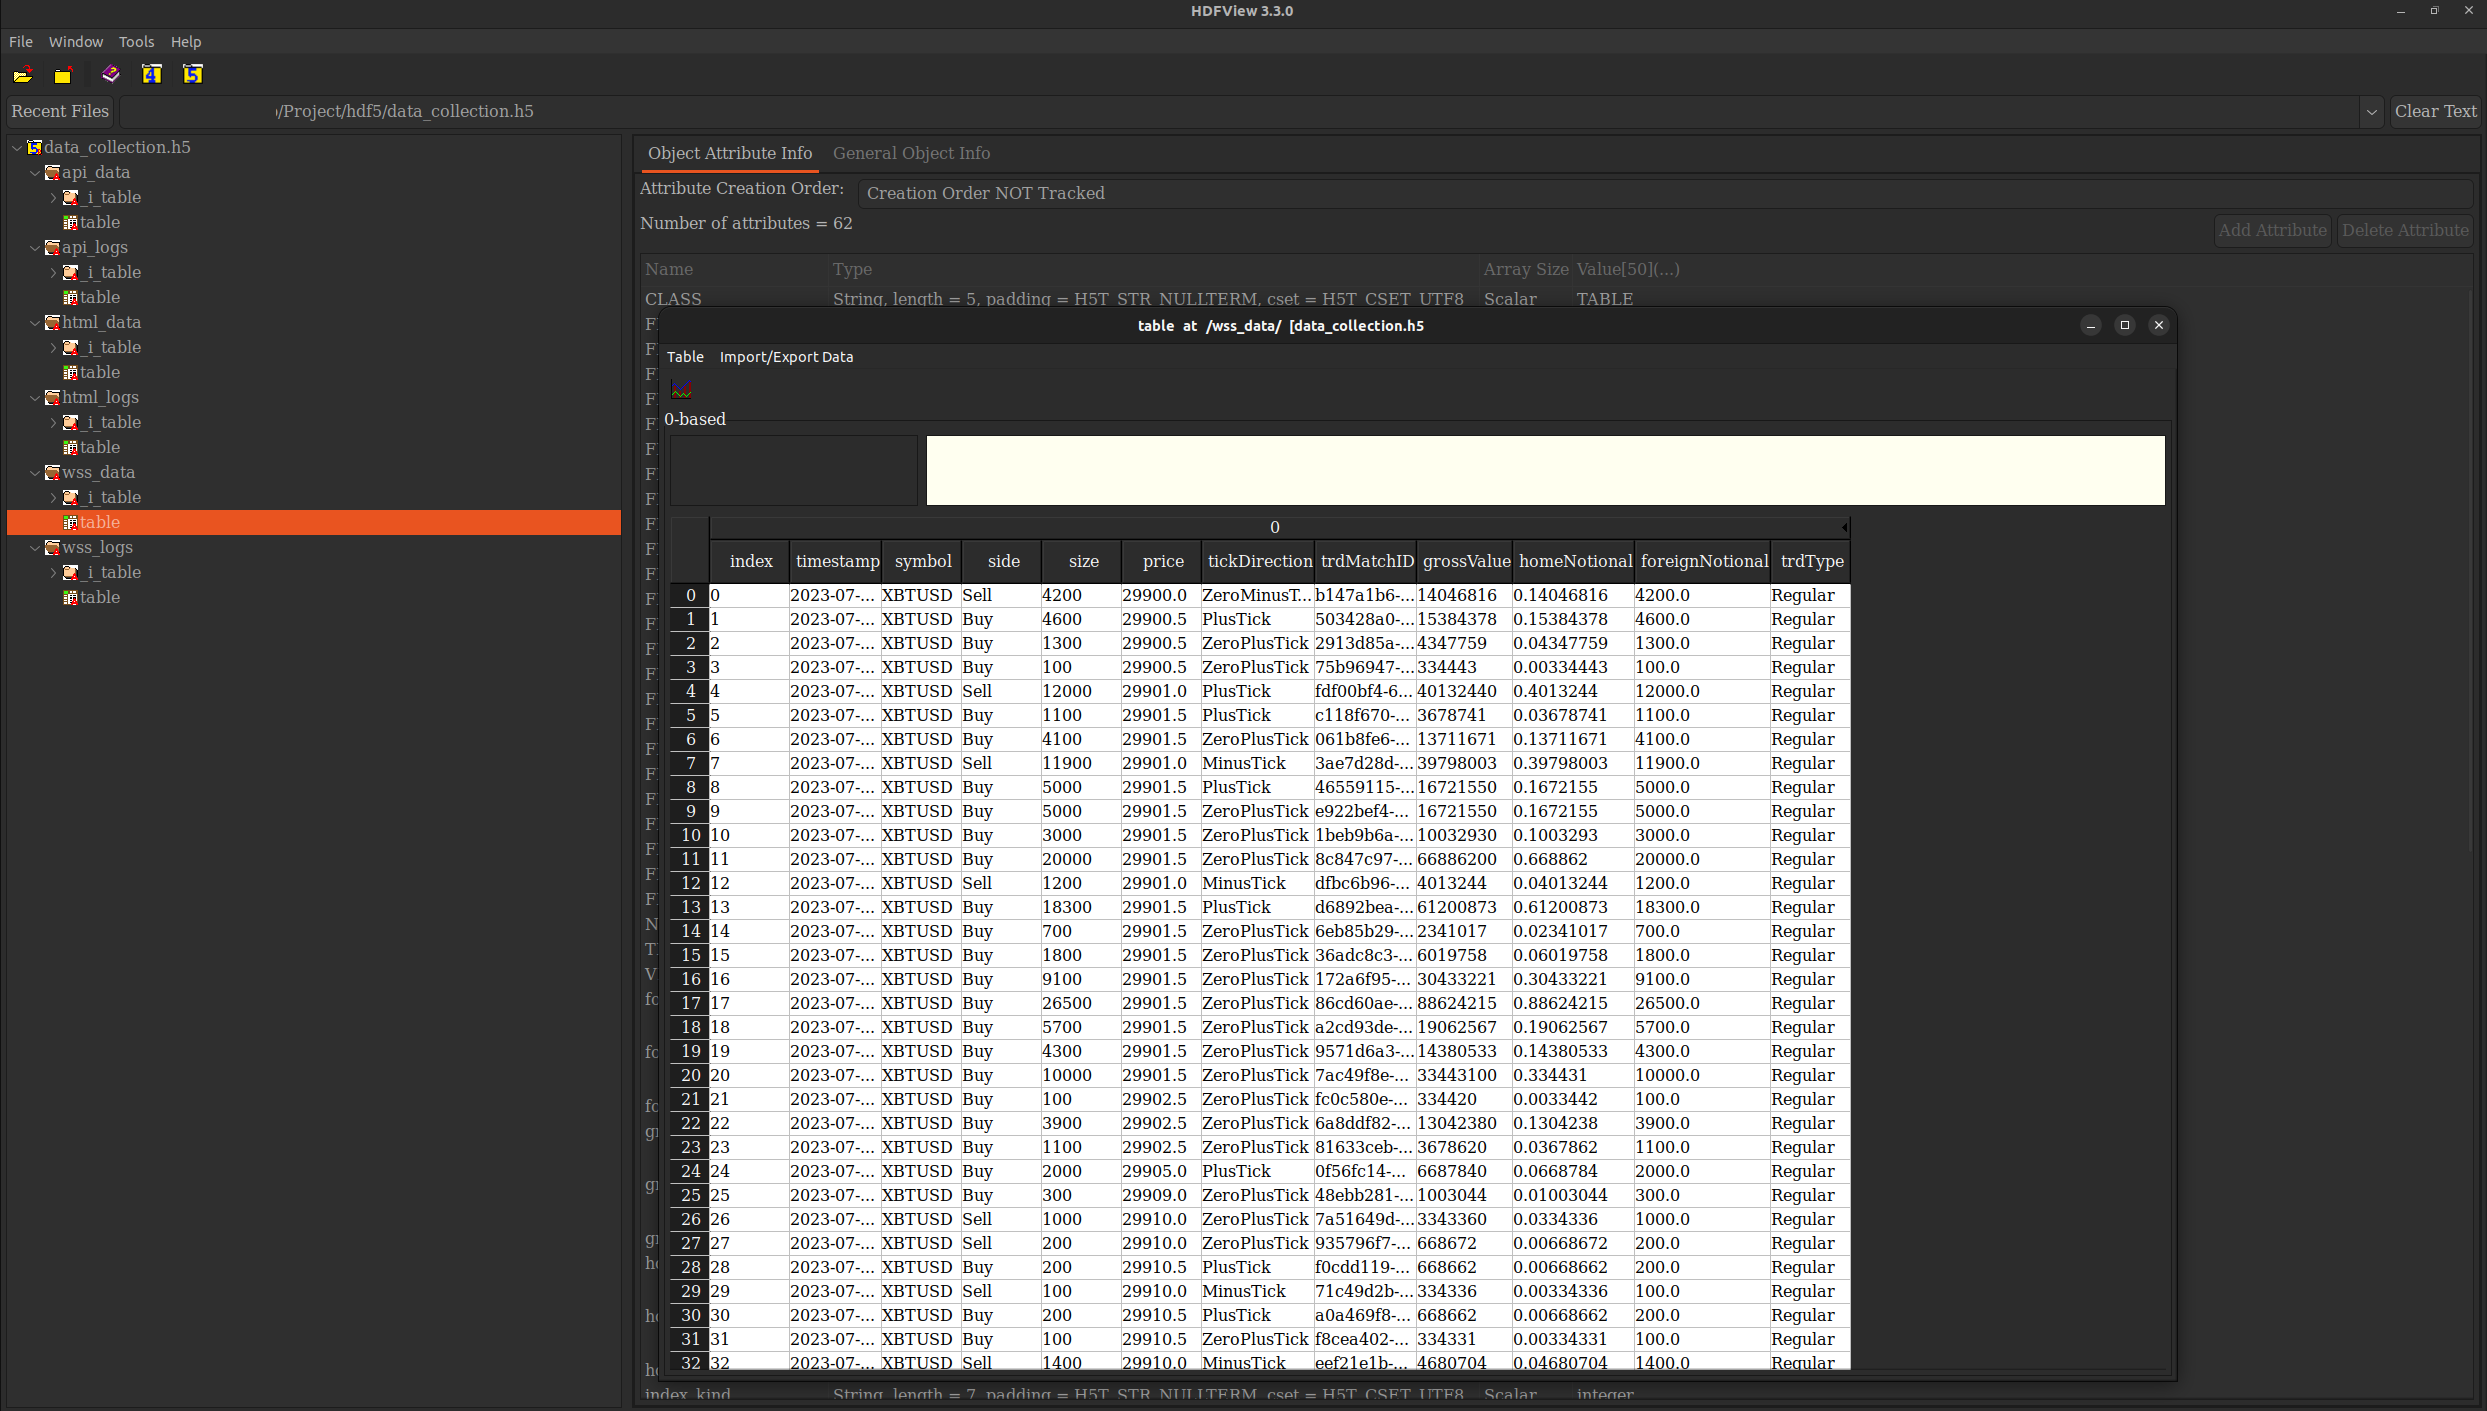 HDFView 3.3.0
File Window Tools Help
Recent Files /Project/hdf5/data_collection.h5 Clear Text
data_collection.h5
api_data
_i_table
table
api_logs
_i_table
table
html_data
_i_table
table
html_logs
_i_table
table
wss_data
_i_table
table
wss_logs
_i_table
table
Object Attribute Info General Object Info
Attribute Creation Order: Creation Order NOT Tracked
Number of attributes = 62
Add Attribute Delete Attribute
Name Type Array Size Value[50](...)
CLASS String, length = 5, padding = H5T_STR_NULLTERM, cset = H5T_CSET_UTF8 Scalar TABLE
table at /wss_data/ [data_collection.h5
Table Import/Export Data
0-based
0
index timestamp symbol side size price tickDirection trdMatchID grossValue homeNotional foreignNotional trdType
0 0 2023-07-... XBTUSD Sell 4200 29900.0 ZeroMinusT... b147a1b6-... 14046816 0.14046816 4200.0 Regular
1 1 2023-07-... XBTUSD Buy 4600 29900.5 PlusTick 503428a0-... 15384378 0.15384378 4600.0 Regular
2 2 2023-07-... XBTUSD Buy 1300 29900.5 ZeroPlusTick 2913d85a-... 4347759 0.04347759 1300.0 Regular
3 3 2023-07-... XBTUSD Buy 100 29900.5 ZeroPlusTick 75b96947-... 334443 0.00334443 100.0 Regular
4 4 2023-07-... XBTUSD Sell 12000 29901.0 PlusTick fdf00bf4-6... 40132440 0.4013244 12000.0 Regular
5 5 2023-07-... XBTUSD Buy 1100 29901.5 PlusTick c118f670-... 3678741 0.03678741 1100.0 Regular
6 6 2023-07-... XBTUSD Buy 4100 29901.5 ZeroPlusTick 061b8fe6-... 13711671 0.13711671 4100.0 Regular
7 7 2023-07-... XBTUSD Sell 11900 29901.0 MinusTick 3ae7d28d-... 39798003 0.39798003 11900.0 Regular
8 8 2023-07-... XBTUSD Buy 5000 29901.5 PlusTick 46559115-... 16721550 0.1672155 5000.0 Regular
9 9 2023-07-... XBTUSD Buy 5000 29901.5 ZeroPlusTick e922bef4-... 16721550 0.1672155 5000.0 Regular
10 10 2023-07-... XBTUSD Buy 3000 29901.5 ZeroPlusTick 1beb9b6a-... 10032930 0.1003293 3000.0 Regular
11 11 2023-07-... XBTUSD Buy 20000 29901.5 ZeroPlusTick 8c847c97-... 66886200 0.668862 20000.0 Regular
12 12 2023-07-... XBTUSD Sell 1200 29901.0 MinusTick dfbc6b96-... 4013244 0.04013244 1200.0 Regular
13 13 2023-07-... XBTUSD Buy 18300 29901.5 PlusTick d6892bea-... 61200873 0.61200873 18300.0 Regular
14 14 2023-07-... XBTUSD Buy 700 29901.5 ZeroPlusTick 6eb85b29-... 2341017 0.02341017 700.0 Regular
15 15 2023-07-... XBTUSD Buy 1800 29901.5 ZeroPlusTick 36adc8c3-... 6019758 0.06019758 1800.0 Regular
16 16 2023-07-... XBTUSD Buy 9100 29901.5 ZeroPlusTick 172a6f95-... 30433221 0.30433221 9100.0 Regular
17 17 2023-07-... XBTUSD Buy 26500 29901.5 ZeroPlusTick 86cd60ae-... 88624215 0.88624215 26500.0 Regular
18 18 2023-07-... XBTUSD Buy 5700 29901.5 ZeroPlusTick a2cd93de-... 19062567 0.19062567 5700.0 Regular
19 19 2023-07-... XBTUSD Buy 4300 29901.5 ZeroPlusTick 9571d6a3-... 14380533 0.14380533 4300.0 Regular
20 20 2023-07-... XBTUSD Buy 10000 29901.5 ZeroPlusTick 7ac49f8e-... 33443100 0.334431 10000.0 Regular
21 21 2023-07-... XBTUSD Buy 100 29902.5 ZeroPlusTick fc0c580e-... 334420 0.0033442 100.0 Regular
22 22 2023-07-... XBTUSD Buy 3900 29902.5 ZeroPlusTick 6a8ddf82-... 13042380 0.1304238 3900.0 Regular
23 23 2023-07-... XBTUSD Buy 1100 29902.5 ZeroPlusTick 81633ceb-... 3678620 0.0367862 1100.0 Regular
24 24 2023-07-... XBTUSD Buy 2000 29905.0 PlusTick 0f56fc14-... 6687840 0.0668784 2000.0 Regular
25 25 2023-07-... XBTUSD Buy 300 29909.0 ZeroPlusTick 48ebb281-... 1003044 0.01003044 300.0 Regular
26 26 2023-07-... XBTUSD Sell 1000 29910.0 ZeroPlusTick 7a51649d-... 3343360 0.0334336 1000.0 Regular
27 27 2023-07-... XBTUSD Sell 200 29910.0 ZeroPlusTick 935796f7-... 668672 0.00668672 200.0 Regular
28 28 2023-07-... XBTUSD Buy 200 29910.5 PlusTick f0cdd119-... 668662 0.00668662 200.0 Regular
29 29 2023-07-... XBTUSD Sell 100 29910.0 MinusTick 71c49d2b-... 334336 0.00334336 100.0 Regular
30 30 2023-07-... XBTUSD Buy 200 29910.5 PlusTick a0a469f8-... 668662 0.00668662 200.0 Regular
31 31 2023-07-... XBTUSD Buy 100 29910.5 ZeroPlusTick f8cea402-... 334331 0.00334331 100.0 Regular
32 32 2023-07-... XBTUSD Sell 1400 29910.0 MinusTick eef21e1b-... 4680704 0.04680704 1400.0 Regular
index_kind String, length = 7, padding = H5T_STR_NULLTERM, cset = H5T_CSET_UTF8 Scalar integer